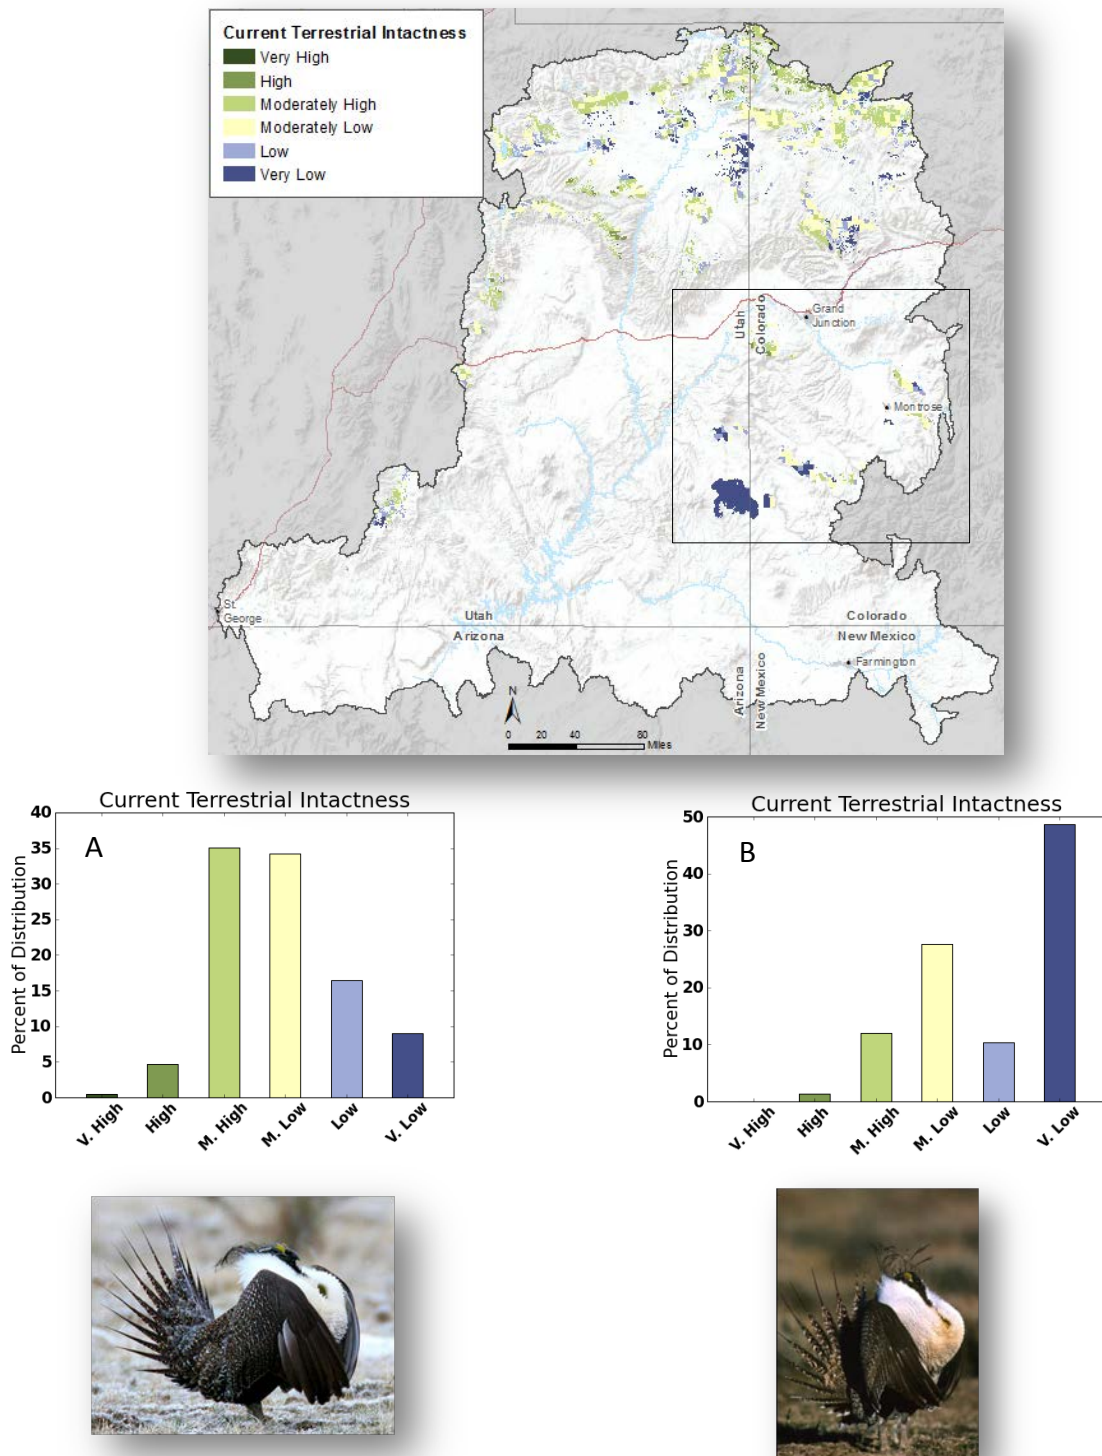 Current Terrestrial Intactness
Very High
High
Moderately High
Moderately Low
Low
Very Low
Utah
Colorado
Grand
Junction
Montrose
St.
George
Utah
Arizona
Colorado
New Mexico
Farmington
Arizona
New Mexico
N
0 20 40 80
Miles
Current Terrestrial Intactness
A
Percent of Distribution
40
35
30
25
20
15
10
5
0
V. High
High
M. High
M. Low
Low
V. Low
Current Terrestrial Intactness
B
Percent of Distribution
50
40
30
20
10
0
V. High
High
M. High
M. Low
Low
V. Low